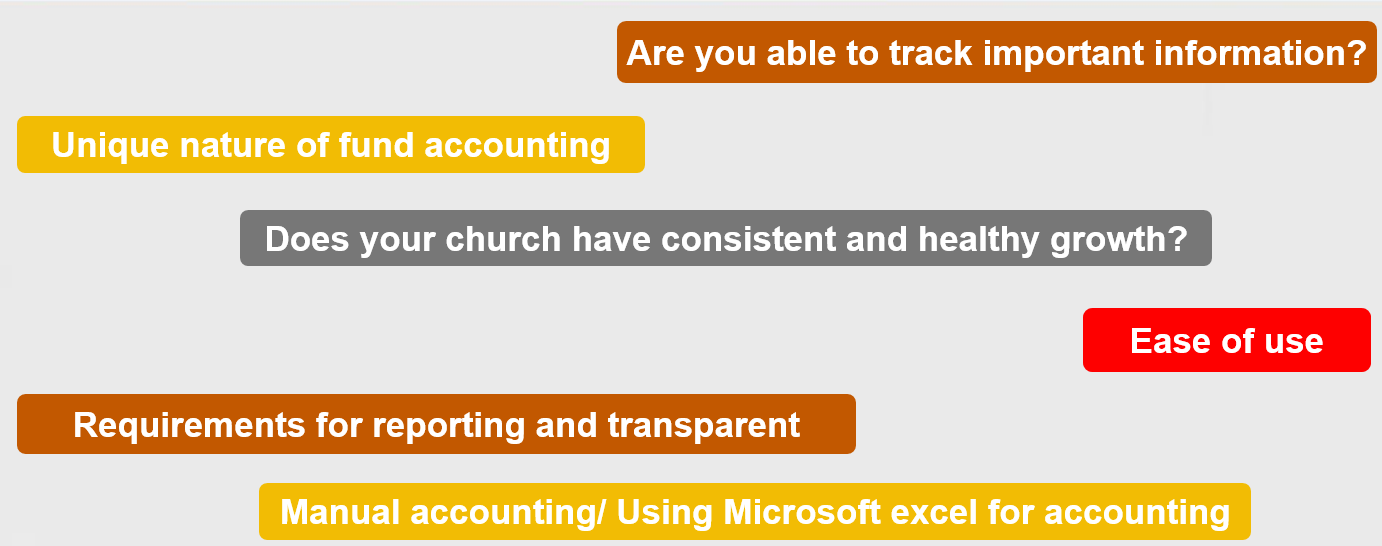 Are you able to track important information?
Unique nature of fund accounting
Does your church have consistent and healthy growth?
Ease of use
Requirements for reporting and transparent
Manual accounting/ Using Microsoft excel for accounting